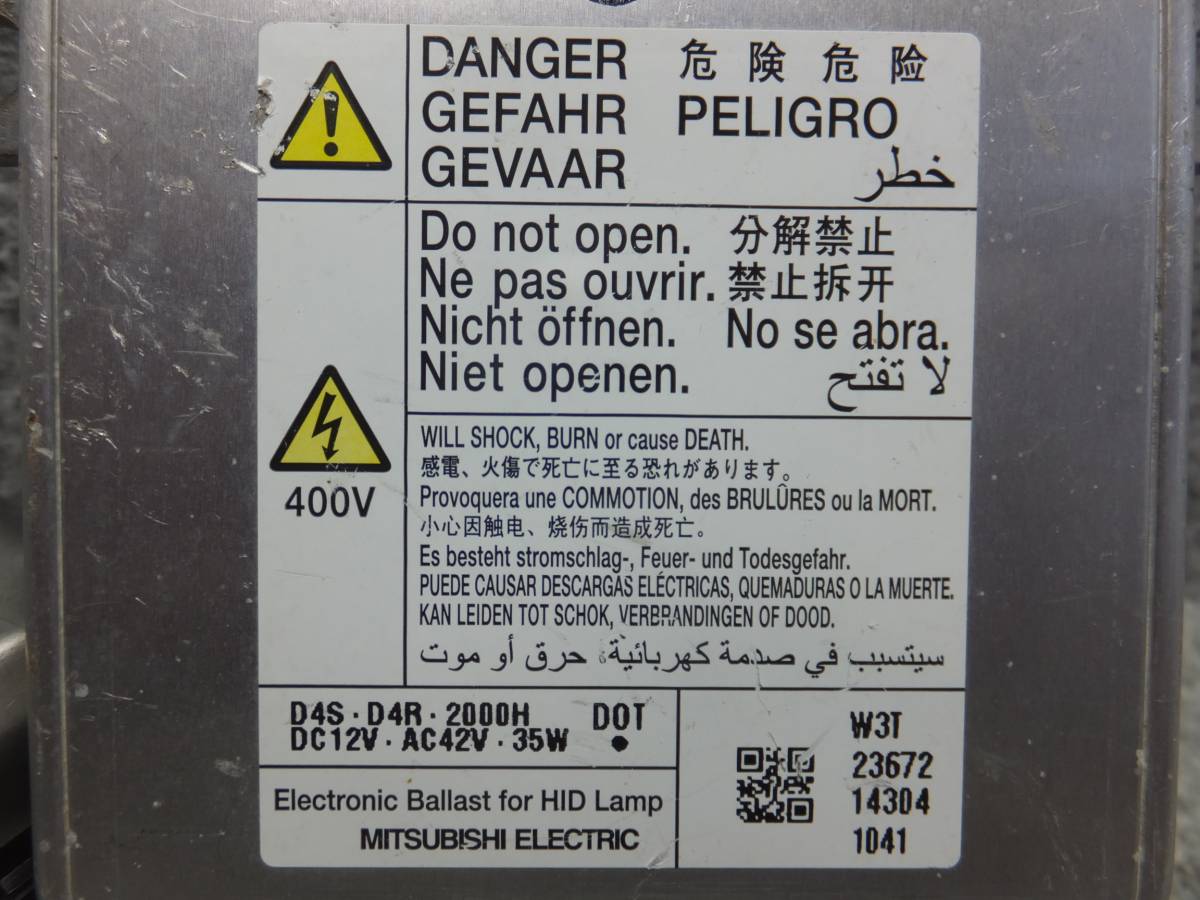 DANGER 危険 危险
GEFAHR PELIGRO
GEVAAR خطر
Do not open. 分解禁止
Ne pas ouvrir. 禁止拆开
Nicht öffnen. No se abra.
Niet openen. لا تفتح
400V
WILL SHOCK, BURN or cause DEATH.
感電、火傷で死亡に至る恐れがあります。
Provoquera une COMMOTION, des BRULÛRES ou la MORT.
小心因触电、烧伤而造成死亡。
Es besteht stromschlag-, Feuer- und Todesgefahr.
PUEDE CAUSAR DESCARGAS ELÉCTRICAS, QUEMADURAS O LA MUERTE.
KAN LEIDEN TOT SCHOK, VERBRANDINGEN OF DOOD.
سيتسبب في صدمة كهربائية، حرق أو موت
D4S·D4R·2000H DOT
DC12V·AC42V·35W ●
Electronic Ballast for HID Lamp
MITSUBISHI ELECTRIC
W3T
23672
14304
1041